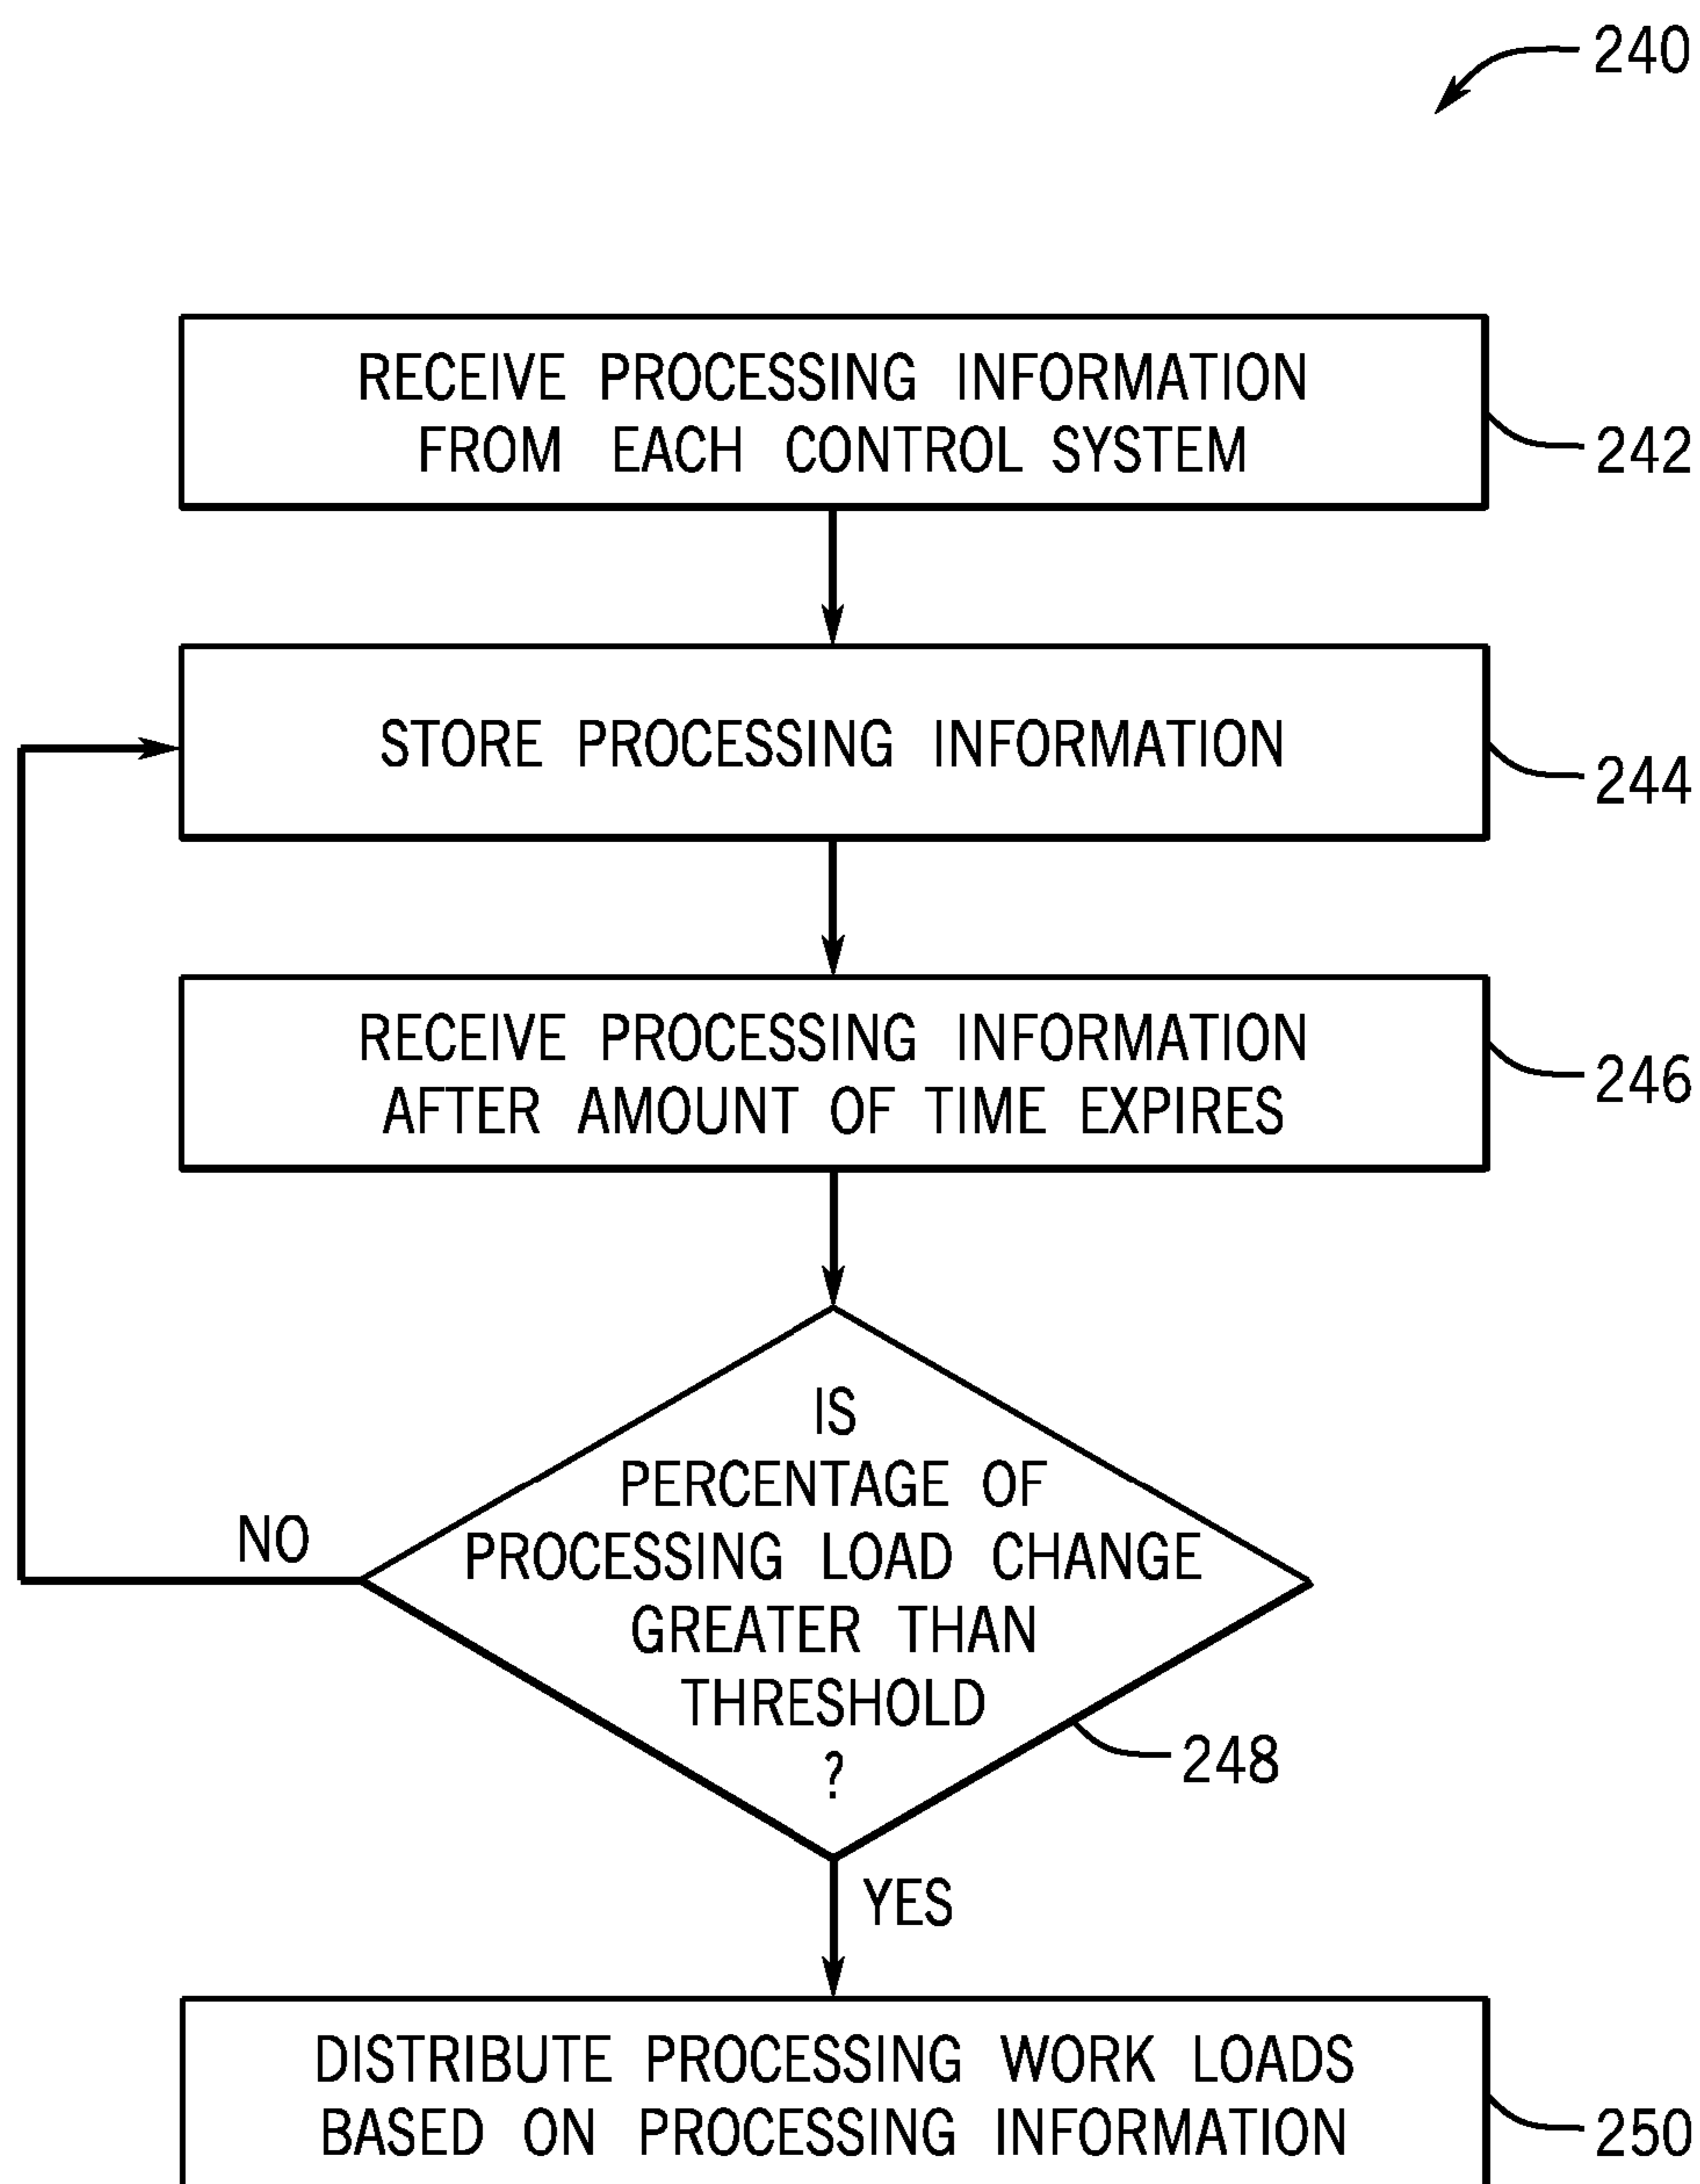 240
RECEIVE PROCESSING INFORMATION
FROM EACH CONTROL SYSTEM
242
STORE PROCESSING INFORMATION
244
RECEIVE PROCESSING INFORMATION
AFTER AMOUNT OF TIME EXPIRES
246
IS
PERCENTAGE OF
PROCESSING LOAD CHANGE
GREATER THAN
THRESHOLD
?
NO
248
YES
DISTRIBUTE PROCESSING WORK LOADS
BASED ON PROCESSING INFORMATION
250